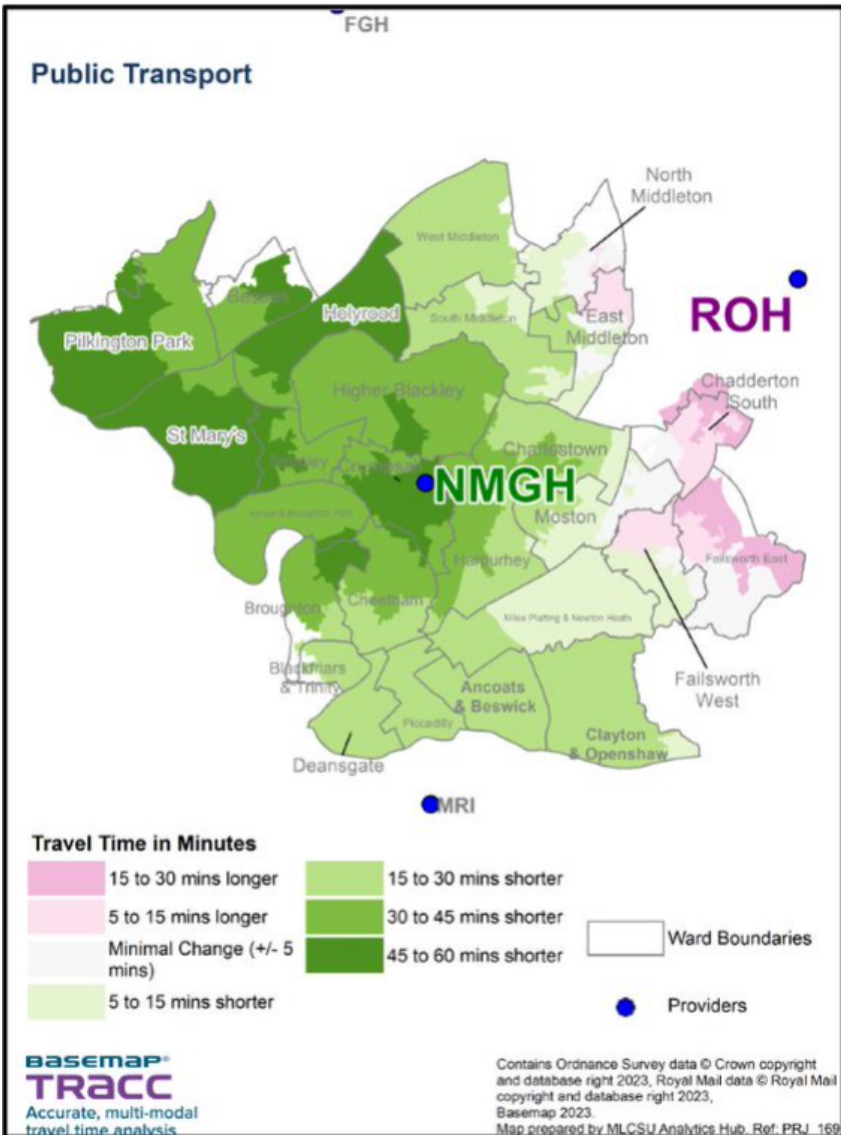 FGH
Public Transport
North
Middleton
West Middleton
Besses
Holyrood
South Middleton
East
Middleton
ROH
Pilkington Park
Chadderton
South
Higher Blackley
St Mary's
Charlestown
Crumpsall
NMGH
Moston
Harpurhey
Failsworth East
Broughton
Cheetham
Miles Platting & Newton Heath
Blackfriars
& Trinity
Failsworth
West
Ancoats
& Beswick
Piccadilly
Clayton
& Openshaw
Deansgate
MRI
Travel Time in Minutes
15 to 30 mins longer
15 to 30 mins shorter
5 to 15 mins longer
30 to 45 mins shorter
Minimal Change (+/- 5
mins)
45 to 60 mins shorter
5 to 15 mins shorter
Ward Boundaries
Providers
BASEMAP®
TRACC
Accurate, multi-modal
travel time analysis
Contains Ordnance Survey data © Crown copyright
and database right 2023, Royal Mail data © Royal Mail
copyright and database right 2023,
Basemap 2023.
Map prepared by MLCSU Analytics Hub. Ref: PRJ_169